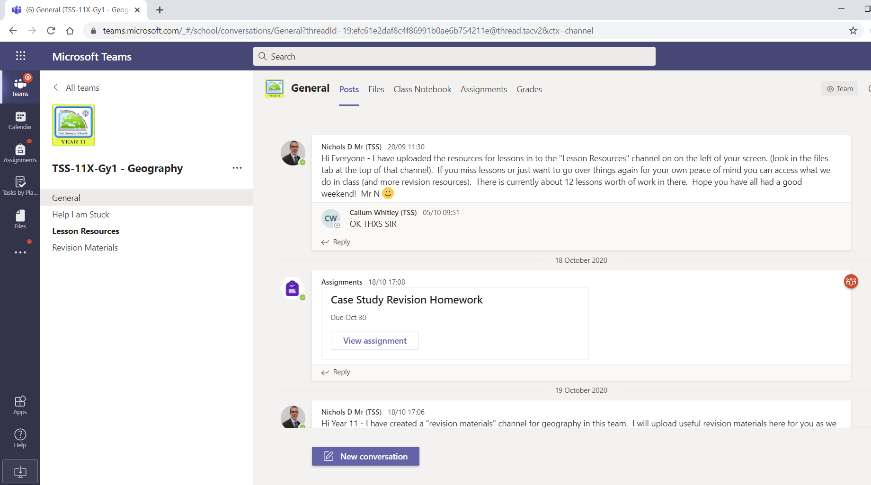 (6) General (TSS-11X-Gy1 - Geog
teams.microsoft.com/_#/school/conversations/General?threadId=19:efc61e2daf8c4f86991b0ae6b754211e@thread.tacv2&ctx=channel
Microsoft Teams
Search
Teams
Calendar
Assignments
Tasks by Pla...
Files
Apps
Help
All teams
YEAR 11
TSS-11X-Gy1 - Geography
General
Help I am Stuck
Lesson Resources
Revision Materials
General Posts Files Class Notebook Assignments Grades
Team
Nichols D Mr (TSS) 20/09 11:30
Hi Everyone - I have uploaded the resources for lessons in to the "Lesson Resources" channel on on the left of your screen. (look in the files
tab at the top of that channel). If you miss lessons or just want to go over things again for your own peace of mind you can access what we
do in class (and more revision resources). There is currently about 12 lessons worth of work in there. Hope you have all had a good
weekend! Mr N 😀
CW
Callum Whitley (TSS) 05/10 09:51
OK THXS SIR
Reply
18 October 2020
Assignments 18/10 17:08
Case Study Revision Homework
Due Oct 30
View assignment
Reply
19 October 2020
Nichols D Mr (TSS) 18/10 17:06
Hi Year 11 - I have created a "revision materials" channel for geography in this team. I will upload useful revision materials here for you as we
New conversation